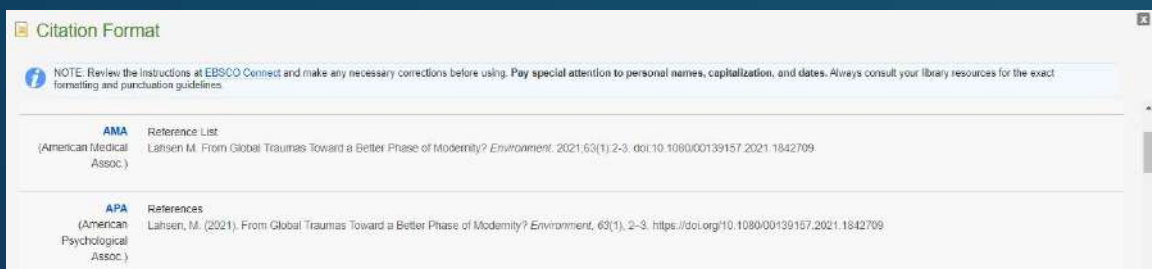 Citation Format
NOTE: Review the instructions at EBSCO Connect and make any necessary corrections before using. Pay special attention to personal names, capitalization, and dates. Always consult your library resources for the exact
formatting and punctuation guidelines.
AMA
(American Medical
Assoc.)
Reference List
Lahsen M. From Global Traumas Toward a Better Phase of Modernity? Environment. 2021;63(1):2-3. doi:10.1080/00139157.2021.1842709
APA
(American
Psychological
Assoc.)
References
Lahsen, M. (2021). From Global Traumas Toward a Better Phase of Modernity? Environment, 63(1), 2–3. https://doi.org/10.1080/00139157.2021.1842709